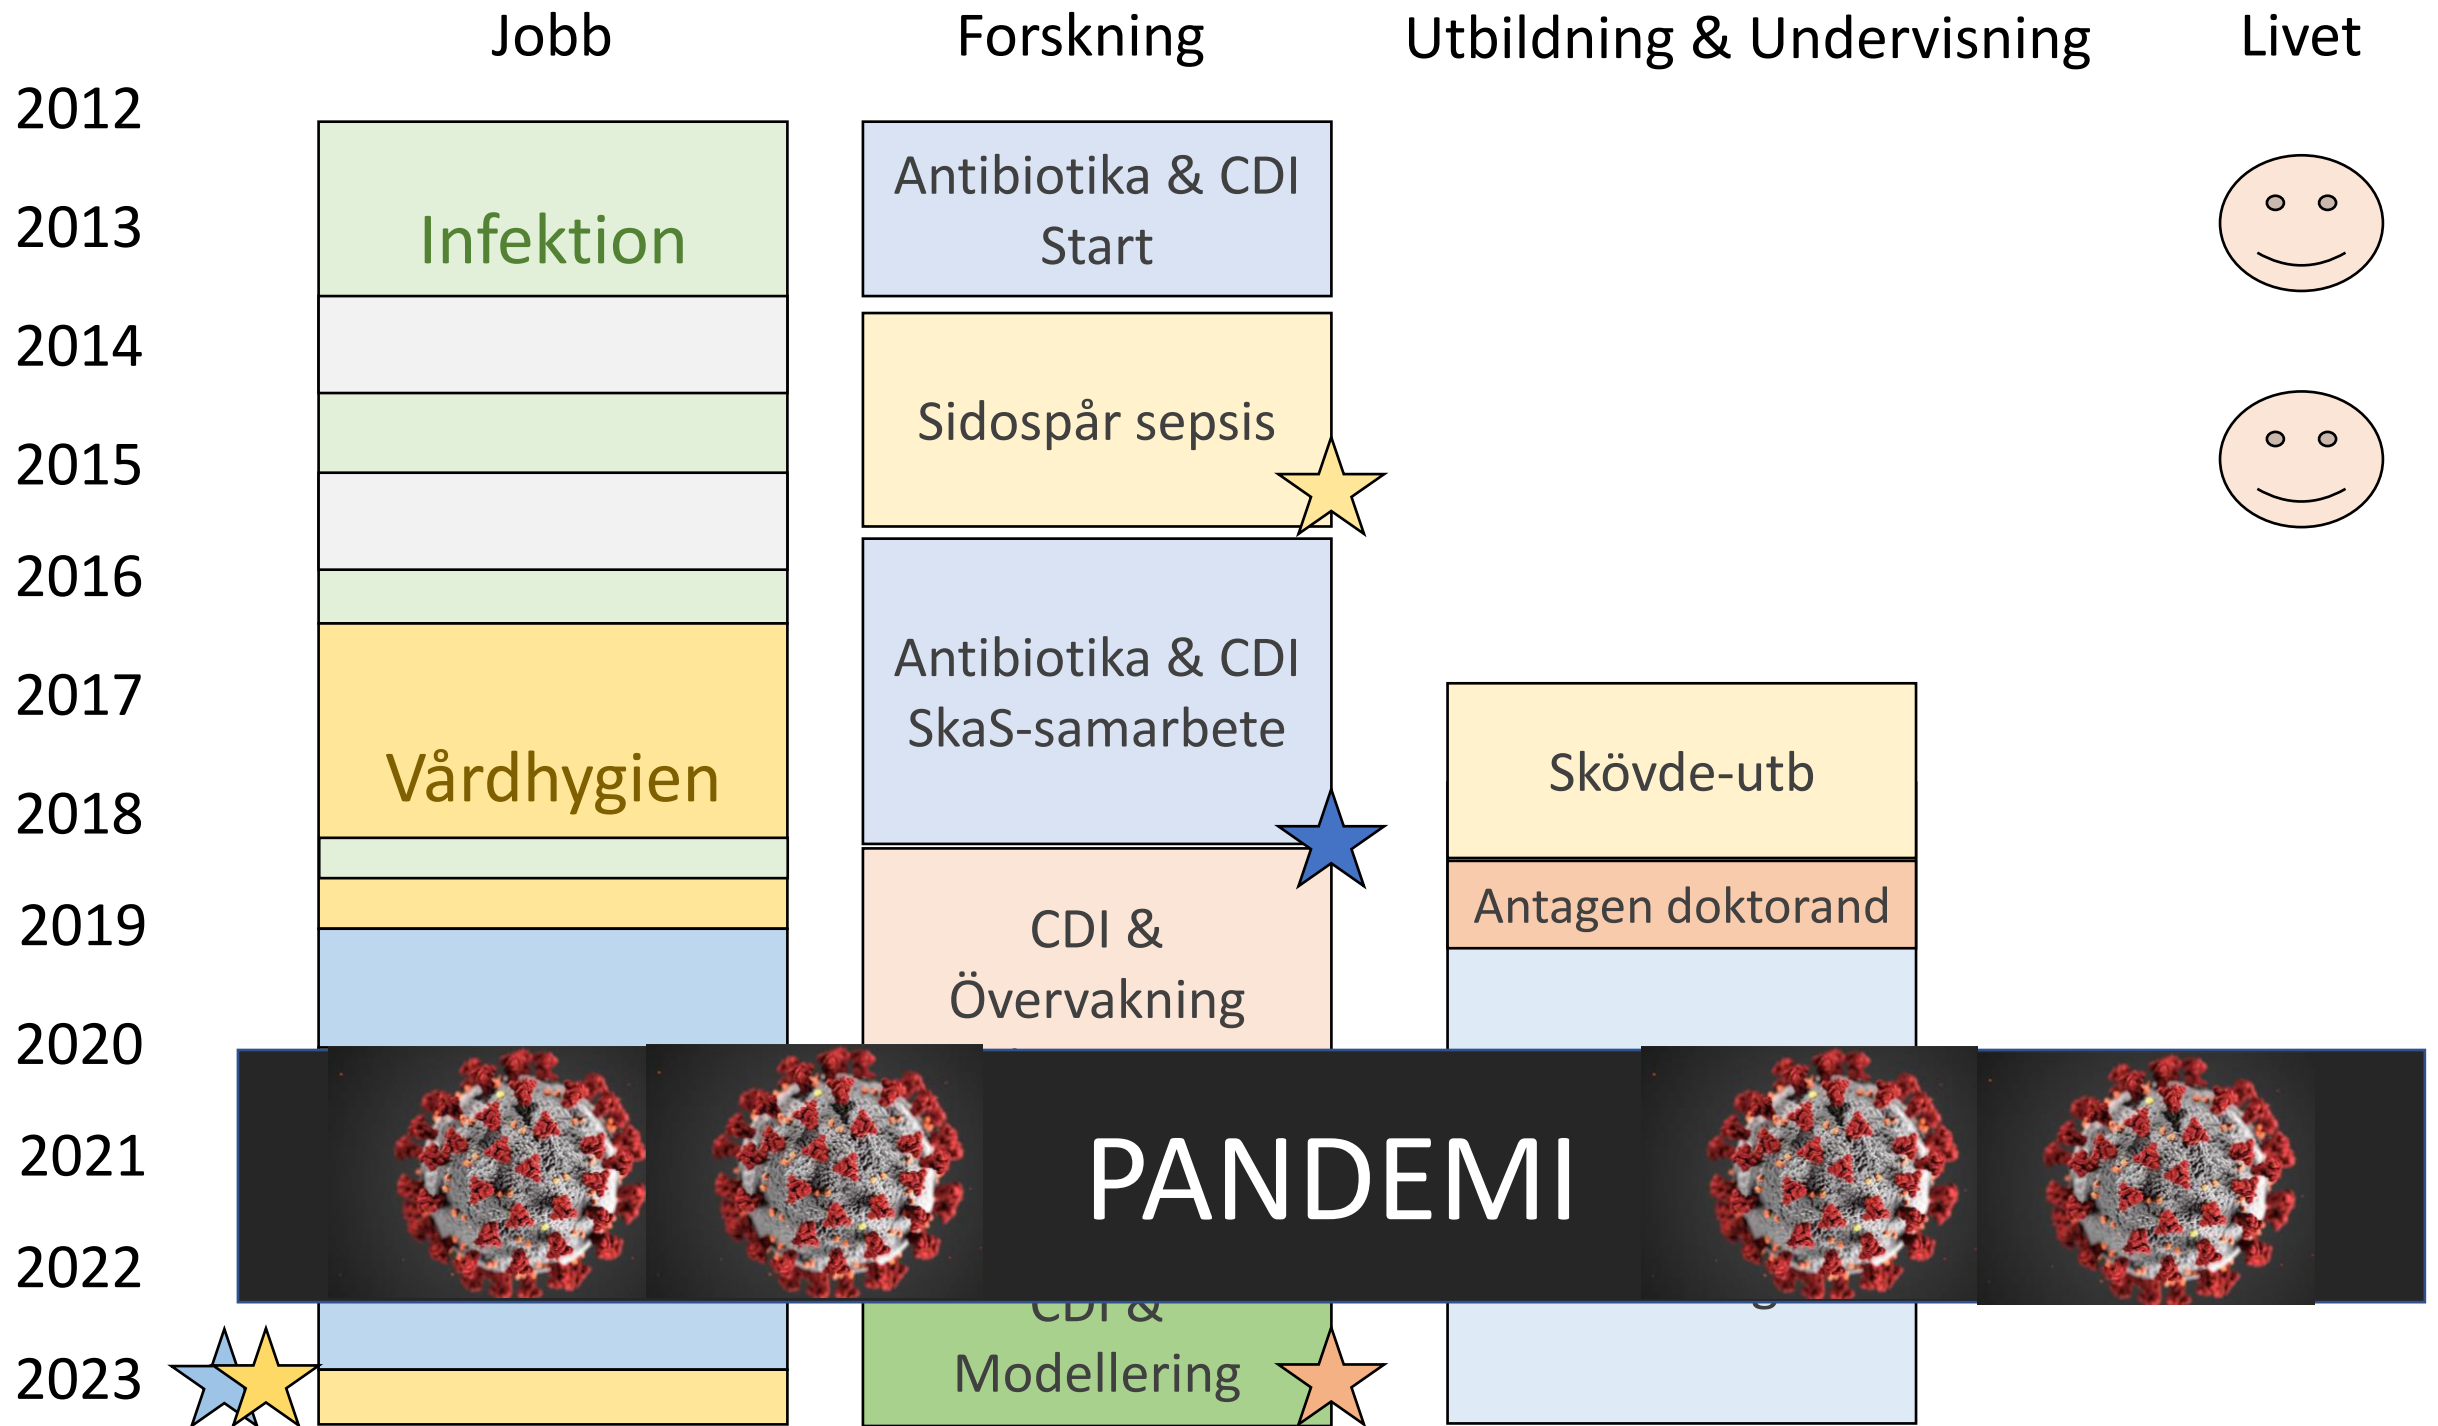 Jobb
Forskning
Utbildning & Undervisning
Livet
2012
2013
2014
2015
2016
2017
2018
2019
2020
2021
2022
2023
Infektion
Vårdhygien
Antibiotika & CDI
Start
Sidospår sepsis
Antibiotika & CDI
SkaS-samarbete
CDI &
Övervakning
Skövde-utb
Antagen doktorand
PANDEMI
CDI &
Modellering